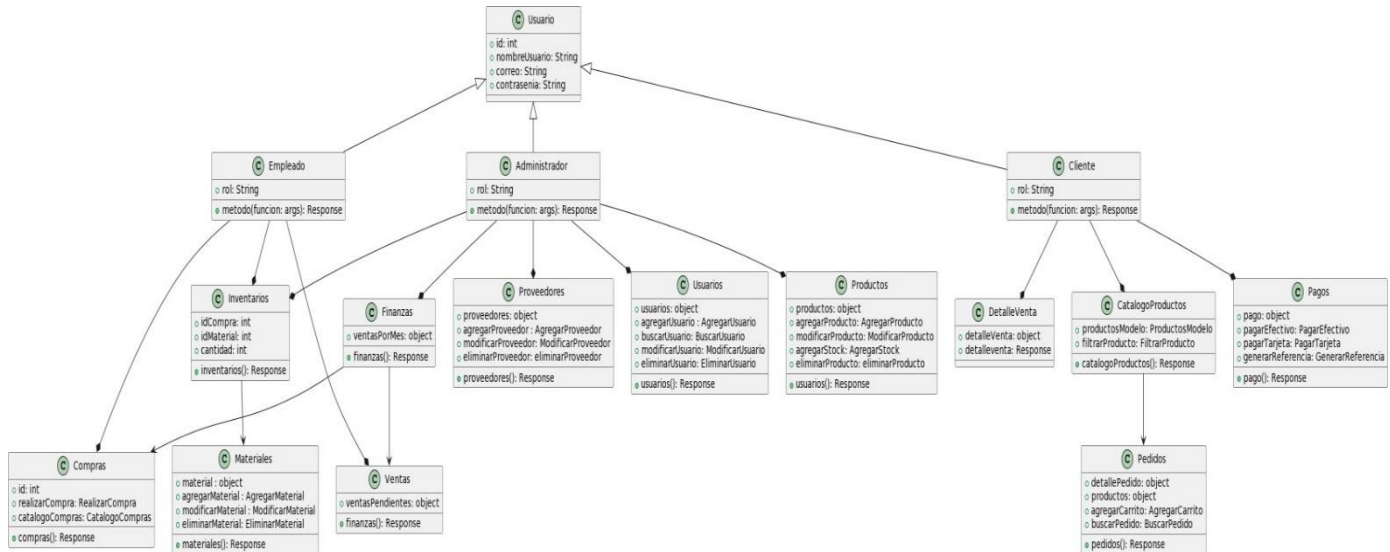 C Usuario
id: int
nombreUsuario: String
correo: String
contrasenia: String
C Empleado
rol: String
metodo(funcion: args): Response
C Administrador
rol: String
metodo(funcion: args): Response
C Cliente
rol: String
metodo(funcion: args): Response
C Inventarios
idCompra: int
idMaterial: int
cantidad: int
inventarios(): Response
C Finanzas
ventasPorMes: object
finanzas(): Response
C Proveedores
proveedores: object
agregarProveedor : AgregarProveedor
modificarProveedor: ModificarProveedor
eliminarProveedor: eliminarProveedor
proveedores(): Response
C Usuarios
usuarios: object
agregarUsuario : AgregarUsuario
buscarUsuario: BuscarUsuario
modificarUsuario: ModificarUsuario
eliminarUsuario: EliminarUsuario
usuarios(): Response
C Productos
productos: object
agregarProducto: AgregarProducto
modificarProducto: ModificarProducto
agregarStock: AgregarStock
eliminarProducto: eliminarProducto
usuarios(): Response
C DetalleVenta
detalleVenta: object
detalleventa: Response
C CatalogoProductos
productosModelo: ProductosModelo
filtrarProducto: FiltrarProducto
catalogoProductos(): Response
C Pagos
pago: object
pagarEfectivo: PagarEfectivo
pagarTarjeta: PagarTarjeta
generarReferencia: GenerarReferencia
pago(): Response
C Compras
id: int
realizarCompra: RealizarCompra
catalogoCompras: CatalogoCompras
compras(): Response
C Materiales
material : object
agregarMaterial : AgregarMaterial
modificarMaterial : ModificarMaterial
eliminarMaterial: EliminarMaterial
materiales(): Response
C Ventas
ventasPendientes: object
finanzas(): Response
C Pedidos
detallePedido: object
productos: object
agregarCarrito: AgregarCarrito
buscarPedido: BuscarPedido
pedidos(): Response